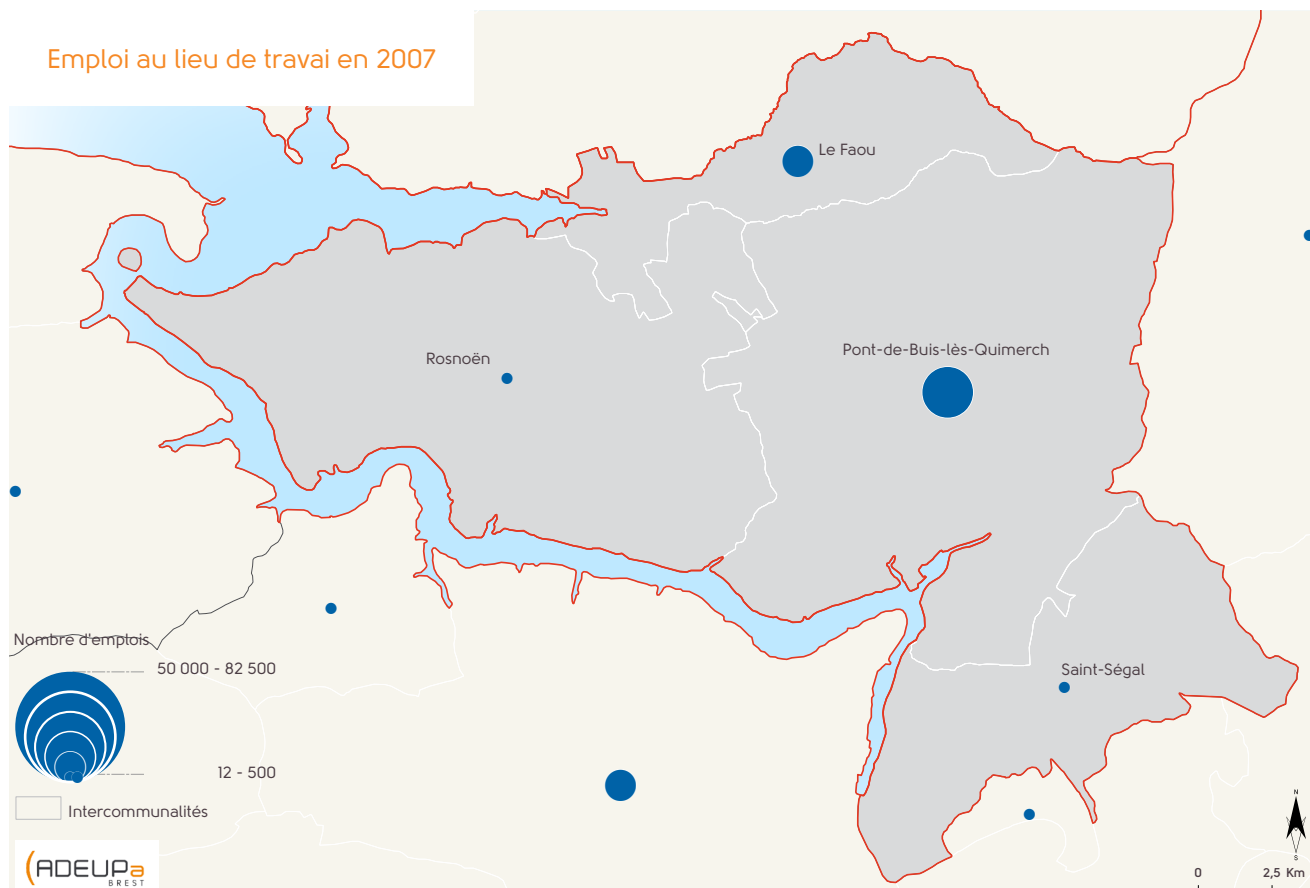 Emploi au lieu de travai en 2007
Le Faou
Rosnoën
Pont-de-Buis-lès-Quimerch
Saint-Ségal
Nombre d'emplois
50 000 - 82 500
12 - 500
Intercommunalités
ADEUPa
BREST
N
S
0 2,5 Km